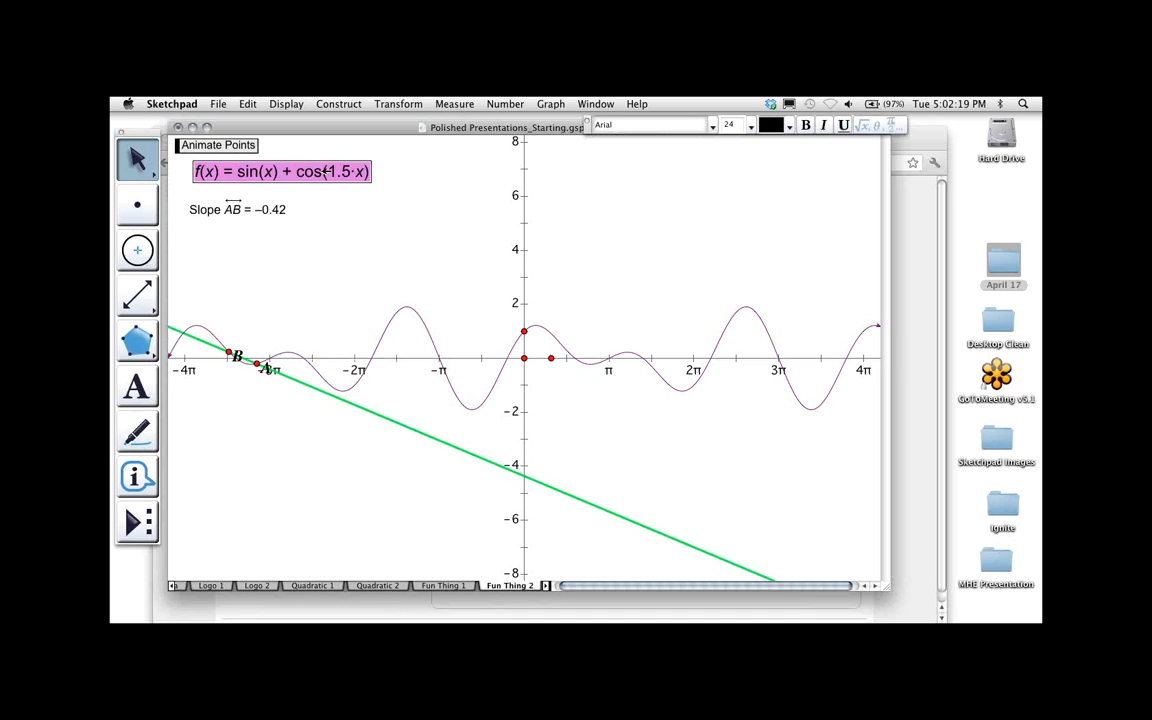 Sketchpad File Edit Display Construct Transform Measure Number Graph Window Help (97%) Tue 5:02:19 PM
Polished Presentations_Starting.gsp Arial 24 B I U
Animate Points
f(x) = sin(x) + cos(1.5·x)
Slope AB = –0.42
8
6
4
2
-4π -3π -2π -π π 2π 3π 4π
B
A
-2
-4
-6
-8
A
Logo 1 Logo 2 Quadratic 1 Quadratic 2 Fun Thing 1 Fun Thing 2
Hard Drive
April 17
Desktop Clean
GoToMeeting v5.1
Sketchpad Images
Ignite
MHE Presentation